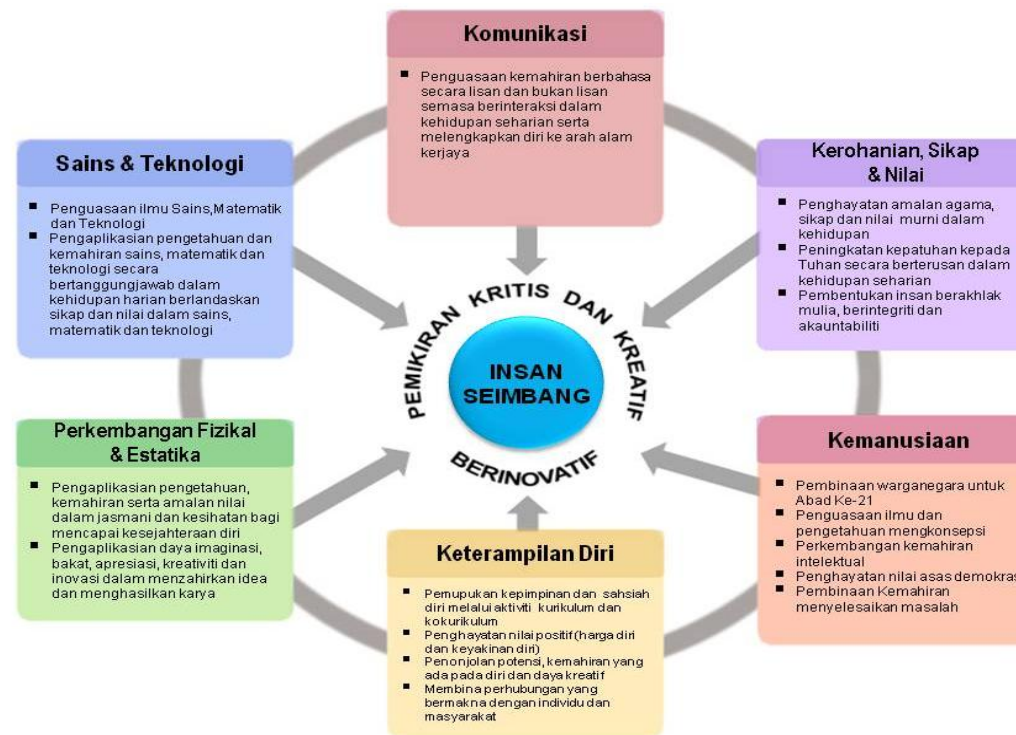 Komunikasi
▪ Penguasaan kemahiran berbahasa
secara lisan dan bukan lisan
semasa berinteraksi dalam
kehidupan seharian serta
melengkapkan diri ke arah alam
kerjaya
Sains & Teknologi
▪ Penguasaan ilmu Sains,Matematik
dan Teknologi
▪ Pengaplikasian pengetahuan dan
kemahiran sains, matematik dan
teknologi secara
bertanggungjawab dalam
kehidupan harian berlandaskan
sikap dan nilai dalam sains,
matematik dan teknologi
Kerohanian, Sikap
& Nilai
▪ Penghayatan amalan agama,
sikap dan nilai murni dalam
kehidupan
▪ Peningkatan kepatuhan kepada
Tuhan secara berterusan dalam
kehidupan seharian
▪ Pembentukan insan berakhlak
mulia, berintegriti dan
akauntabiliti
PEMIKIRAN KRITIS DAN KREATIF
INSAN
SEIMBANG
BERINOVATIF
Perkembangan Fizikal
& Estatika
▪ Pengaplikasian pengetahuan,
kemahiran serta amalan nilai
dalam jasmani dan kesihatan bagi
mencapai kesejahteraan diri
▪ Pengaplikasian daya imaginasi,
bakat, apresiasi, kreativiti dan
inovasi dalam menzahirkan idea
dan menghasilkan karya
Keterampilan Diri
▪ Pemupukan kepimpinan dan sahsiah
diri melalui aktiviti kurikulum dan
kokurikulum
▪ Penghayatan nilai positif(harga diri
dan keyakinan diri)
▪ Penonjolan potensi, kemahiran yang
ada pada diri dan daya kreatif
▪ Membina perhubungan yang
bermakna dengan individu dan
masyarakat
Kemanusiaan
▪ Pembinaan warganegara untuk
Abad Ke-21
▪ Penguasaan ilmu dan
pengetahuan mengkonsepsi
▪ Perkembangan kemahiran
intelektual
▪ Penghayatan nilai asas demokras
▪ Pembinaan Kemahiran
menyelesaikan masalah